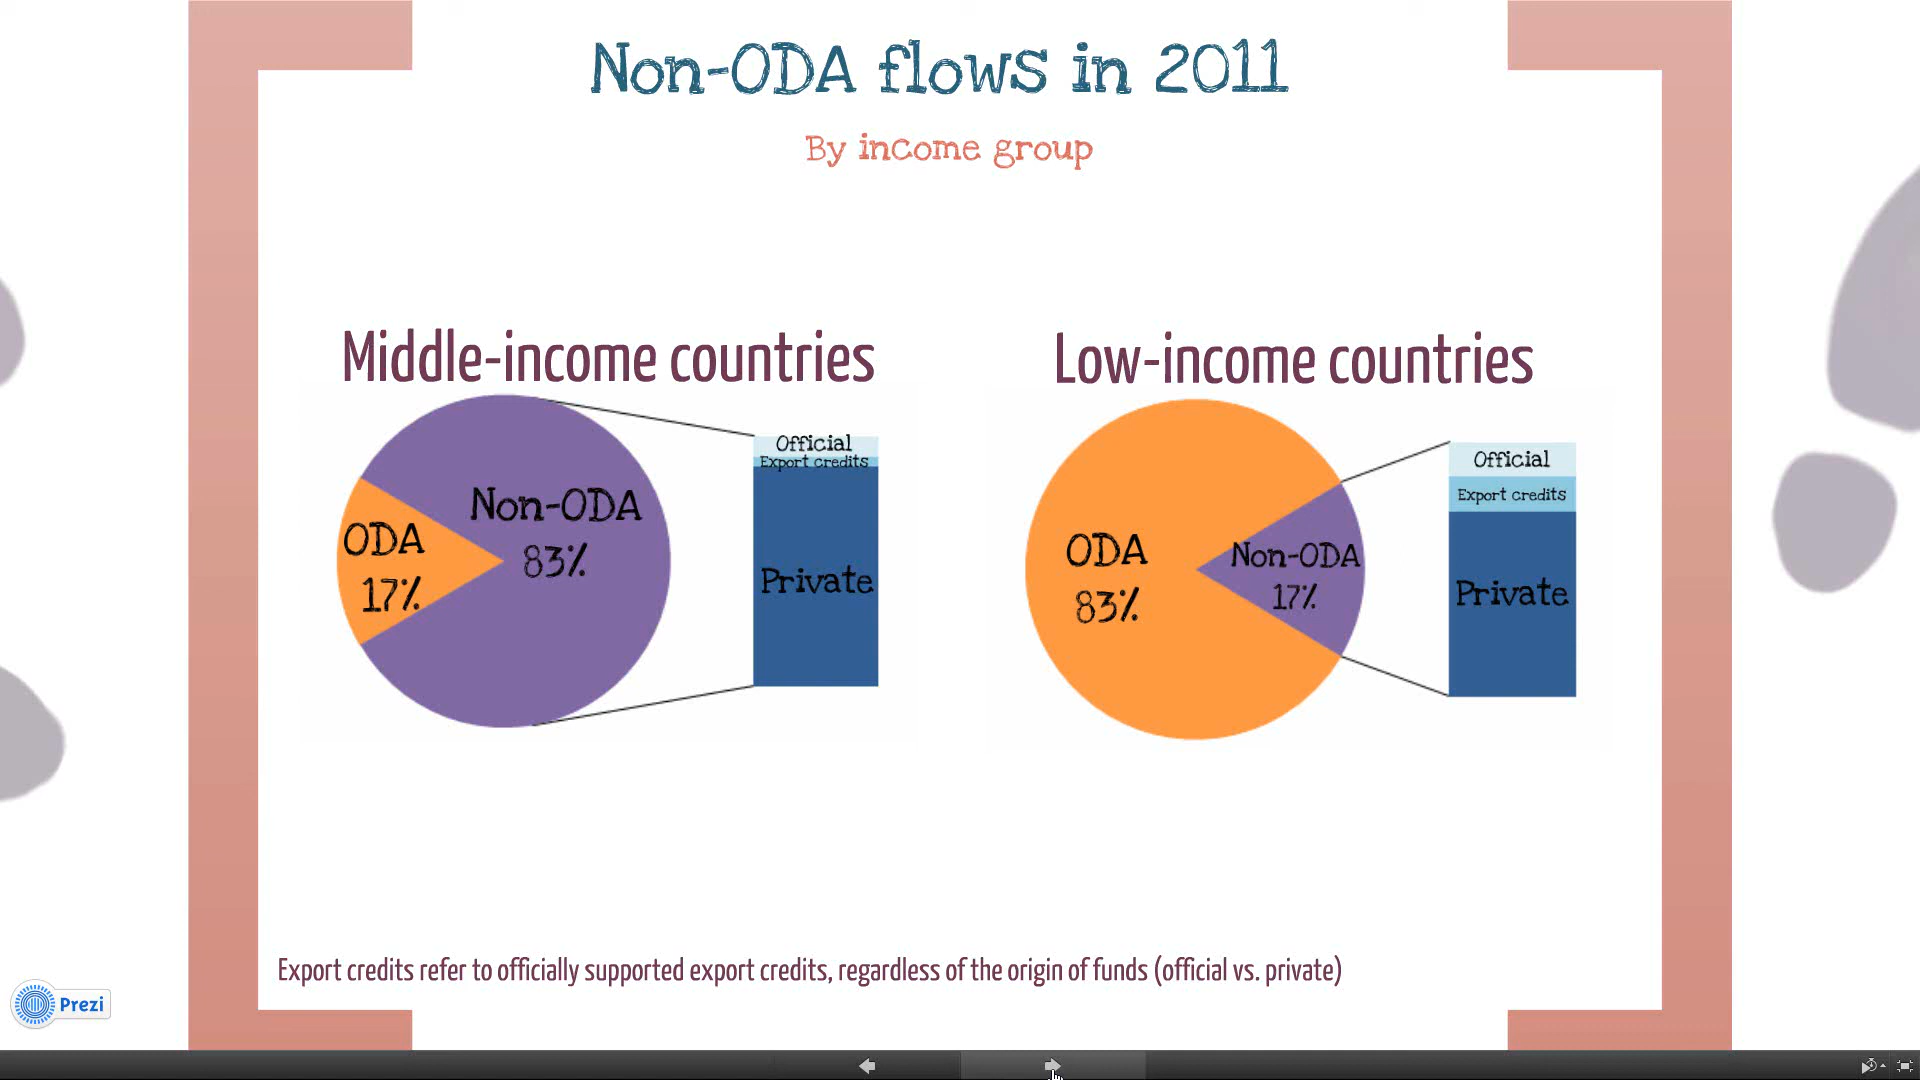 Non-ODA flows in 2011
By income group
Middle-income countries
ODA
17%
Non-ODA
83%
Official
Export credits
Private
Low-income countries
ODA
83%
Non-ODA
17%
Official
Export credits
Private
Export credits refer to officially supported export credits, regardless of the origin of funds (official vs. private)
Prezi